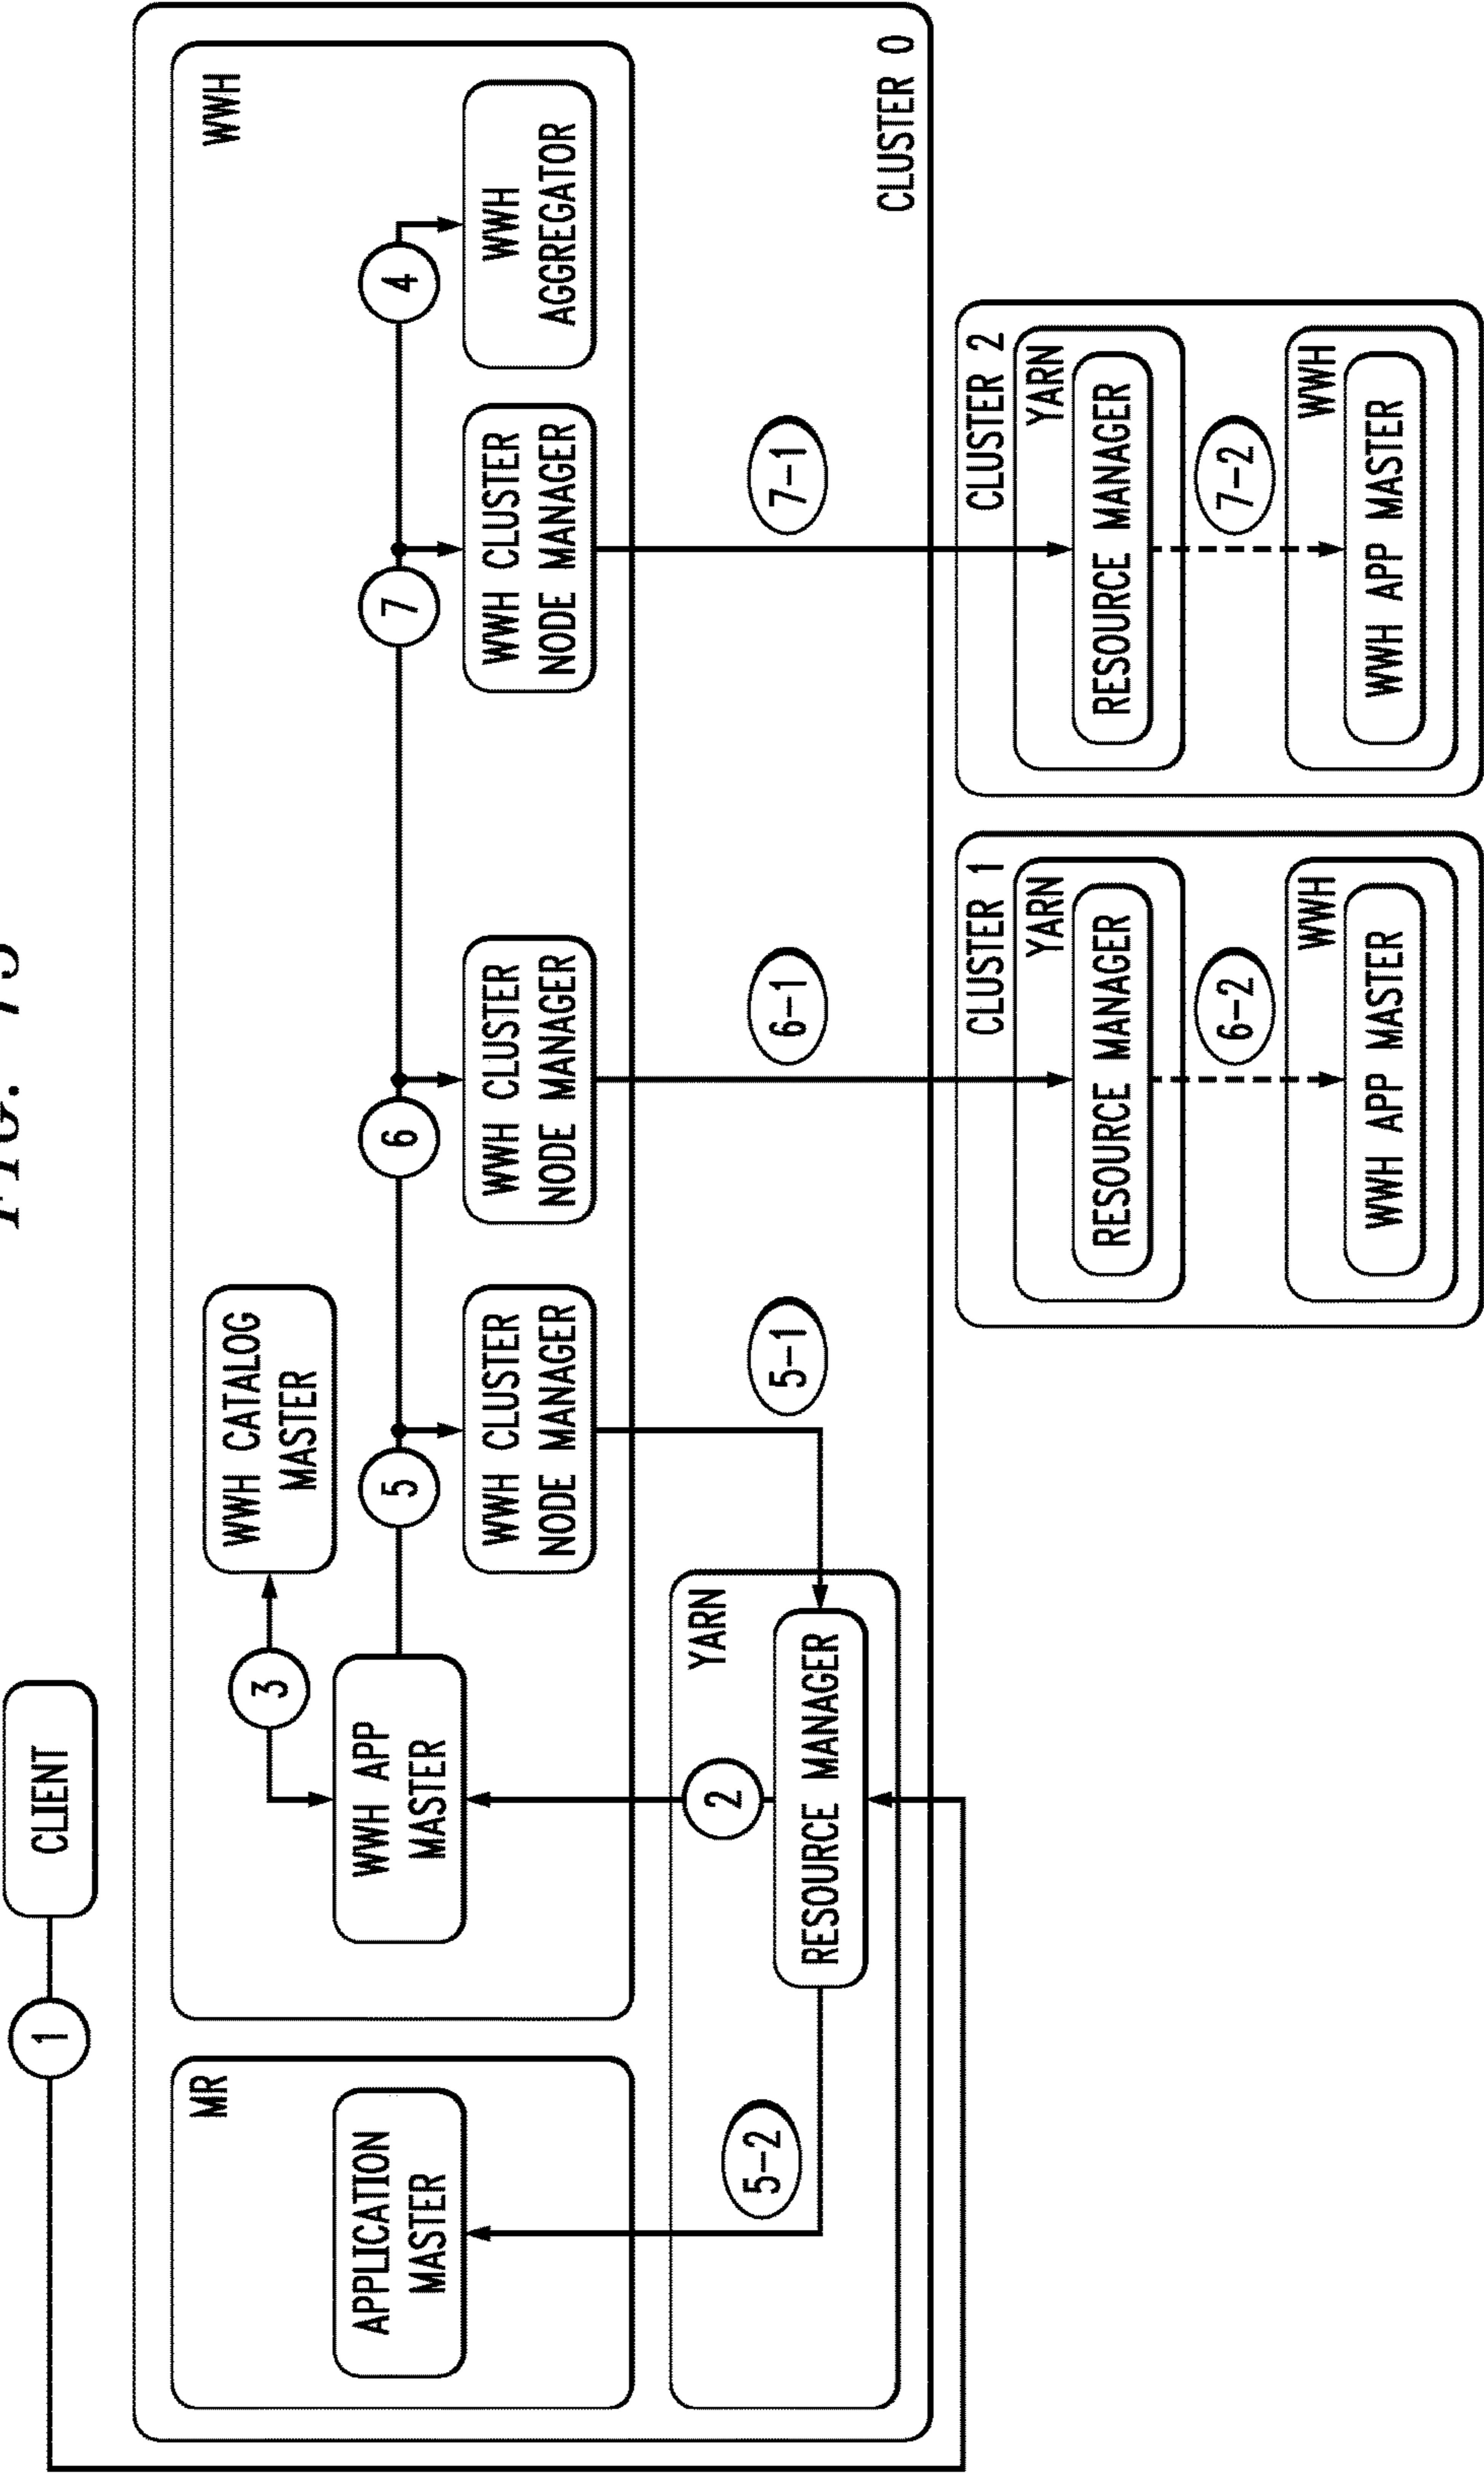 FIG.
1
CLIENT
MR
APPLICATION
MASTER
WWH
3
WWH CATALOG
MASTER
WWH APP
MASTER
5
6
7
4
WWH CLUSTER
NODE MANAGER
WWH CLUSTER
NODE MANAGER
WWH CLUSTER
NODE MANAGER
WWH
AGGREGATOR
YARN
2
5-2
RESOURCE MANAGER
5-1
6-1
7-1
CLUSTER 0
CLUSTER 1
YARN
RESOURCE MANAGER
6-2
WWH
WWH APP MASTER
CLUSTER 2
YARN
RESOURCE MANAGER
7-2
WWH
WWH APP MASTER